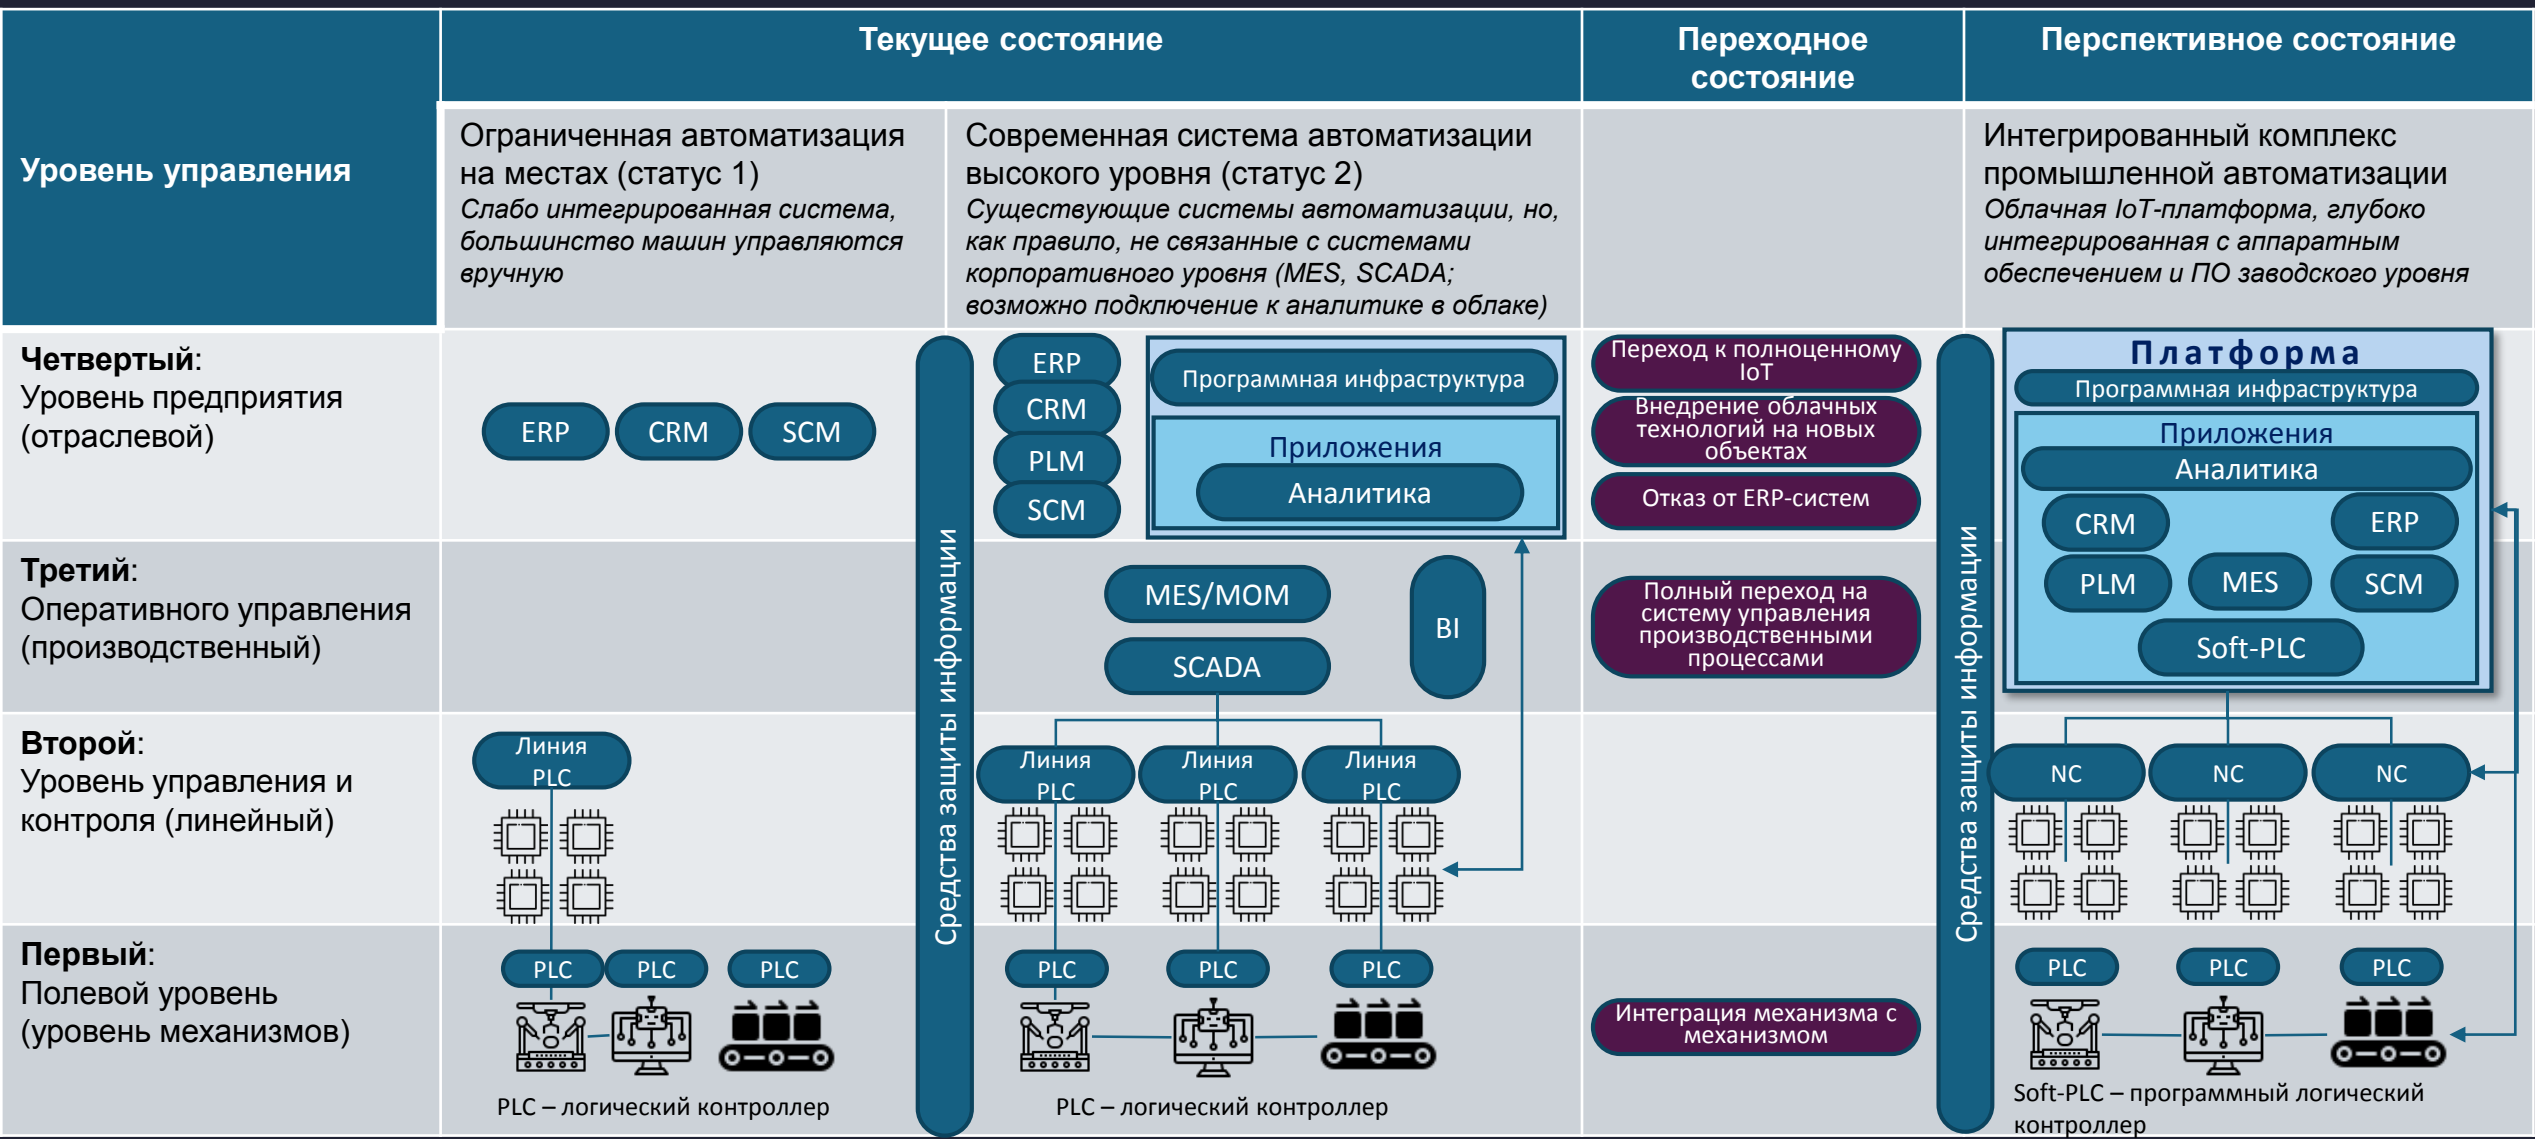 Уровень управления
Текущее состояние
Переходное
состояние
Перспективное состояние
Ограниченная автоматизация
на местах (статус 1)
Слабо интегрированная система,
большинство машин управляются
вручную
Современная система автоматизации
высокого уровня (статус 2)
Существующие системы автоматизации, но,
как правило, не связанные с системами
корпоративного уровня (MES, SCADA;
возможно подключение к аналитике в облаке)
Интегрированный комплекс
промышленной автоматизации
Облачная IoT-платформа, глубоко
интегрированная с аппаратным
обеспечением и ПО заводского уровня
Четвертый:
Уровень предприятия
(отраслевой)
ERP
CRM
SCM
Средства защиты информации
ERP
CRM
PLM
SCM
Программная инфраструктура
Приложения
Аналитика
Переход к полноценному
IoT
Внедрение облачных
технологий на новых
объектах
Отказ от ERP-систем
Средства защиты информации
Платформа
Программная инфраструктура
Приложения
Аналитика
CRM
ERP
PLM
MES
SCM
Soft-PLC
Третий:
Оперативного управления
(производственный)
MES/MOM
SCADA
BI
Полный переход на
систему управления
производственными
процессами
Второй:
Уровень управления и
контроля (линейный)
Линия
PLC
Линия
PLC
Линия
PLC
Линия
PLC
NC
NC
NC
Первый:
Полевой уровень
(уровень механизмов)
PLC
PLC
PLC
PLC – логический контроллер
PLC
PLC
PLC
PLC – логический контроллер
Интеграция механизма с
механизмом
PLC
PLC
PLC
Soft-PLC – программный логический
контроллер